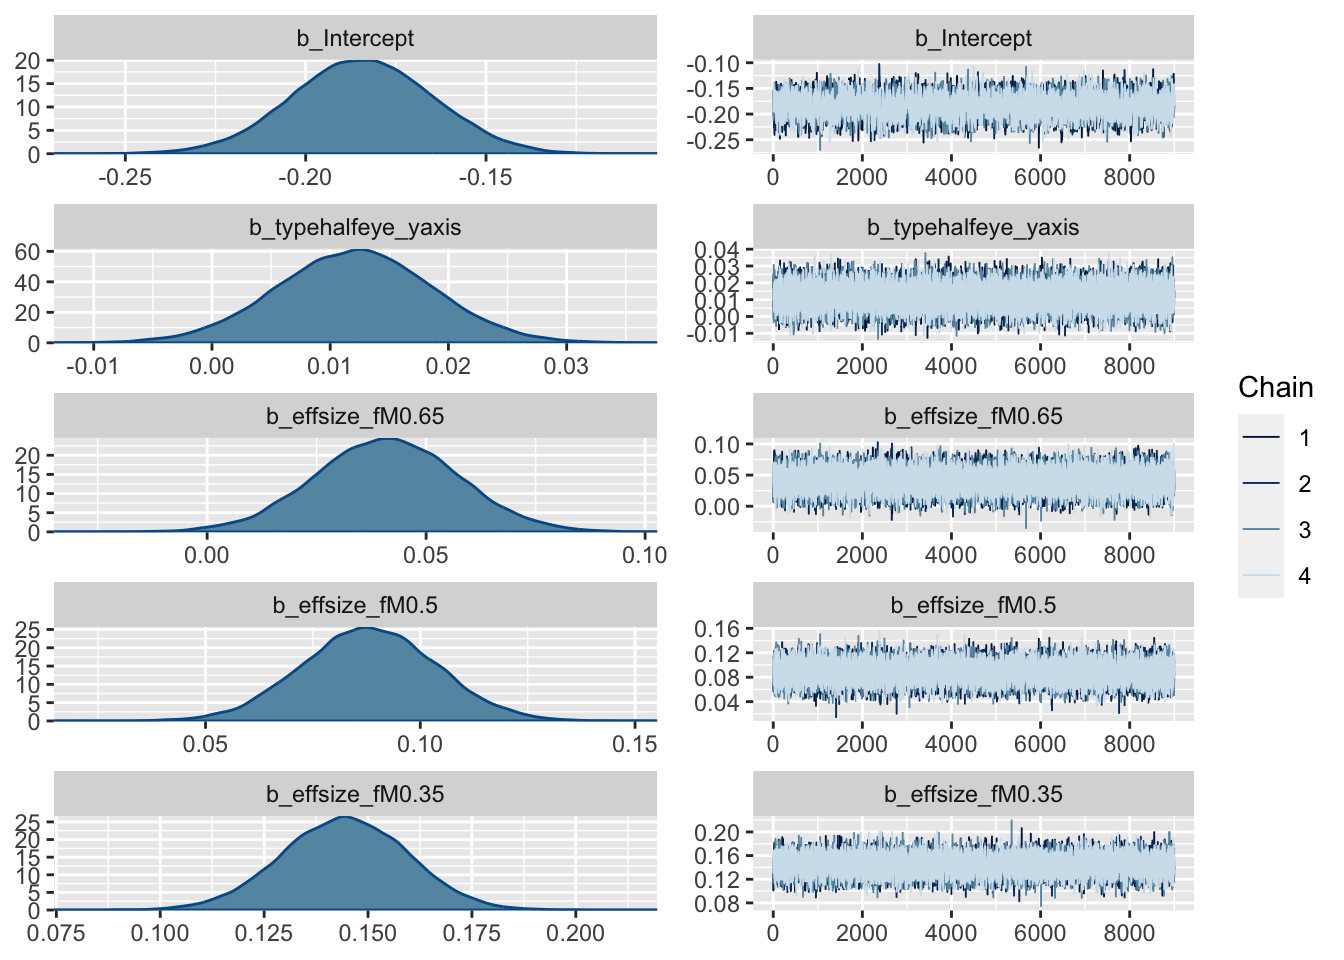 b_Intercept
20
15
10
5
0
-0.25 -0.20 -0.15
b_Intercept
-0.10
-0.15
-0.20
-0.25
0 2000 4000 6000 8000
b_typehalfeye_yaxis
60
40
20
0
-0.01 0.00 0.01 0.02 0.03
b_typehalfeye_yaxis
0.04
0.03
0.02
0.01
0.00
-0.01
0 2000 4000 6000 8000
b_effsize_fM0.65
20
15
10
5
0
0.00 0.05 0.10
b_effsize_fM0.65
0.10
0.05
0.00
0 2000 4000 6000 8000
b_effsize_fM0.5
25
20
15
10
5
0
0.05 0.10 0.15
b_effsize_fM0.5
0.16
0.12
0.08
0.04
0 2000 4000 6000 8000
b_effsize_fM0.35
25
20
15
10
5
0
0.075 0.100 0.125 0.150 0.175 0.200
b_effsize_fM0.35
0.20
0.16
0.12
0.08
0 2000 4000 6000 8000
Chain
1
2
3
4